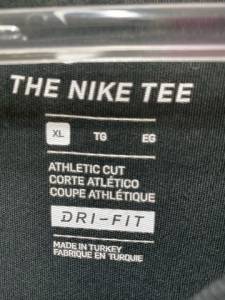 THE NIKE TEE
XL TG EG
ATHLETIC CUT
CORTE ATLÉTICO
COUPE ATHLÉTIQUE
DRI-FIT
MADE IN TURKEY
FABRIQUE EN TURQUIE